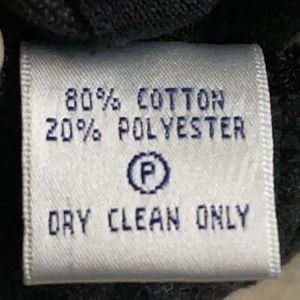 80% COTTON
20% POLYESTER
P
DRY CLEAN ONLY